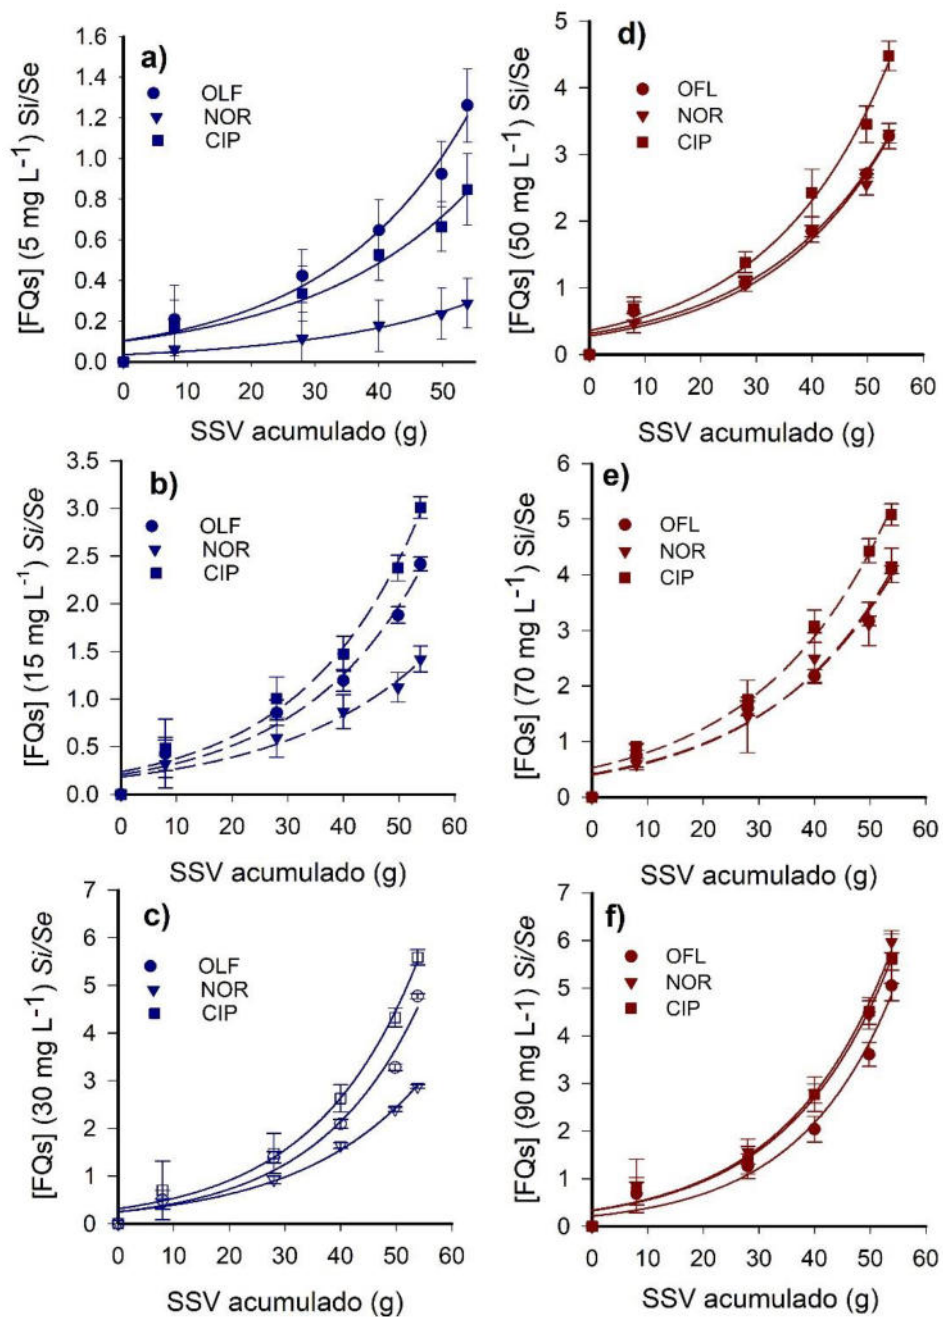 a)
OLF
NOR
CIP
[FQs] (5 mg L⁻¹) Si/Se
1.6
1.4
1.2
1.0
0.8
0.6
0.4
0.2
0.0
0 10 20 30 40 50
SSV acumulado (g)
d)
OFL
NOR
CIP
[FQs] (50 mg L⁻¹) Si/Se
5
4
3
2
1
0
0 10 20 30 40 50 60
SSV acumulado (g)
b)
OLF
NOR
CIP
[FQs] (15 mg L⁻¹) Si/Se
3.5
3.0
2.5
2.0
1.5
1.0
0.5
0.0
0 10 20 30 40 50 60
SSV acumulado (g)
e)
OFL
NOR
CIP
[FQs] (70 mg L⁻¹) Si/Se
6
5
4
3
2
1
0
0 10 20 30 40 50 60
SSV acumulado (g)
c)
OLF
NOR
CIP
[FQs] (30 mg L⁻¹) Si/Se
7
6
5
4
3
2
1
0
0 10 20 30 40 50 60
SSV acumulado (g)
f)
OFL
NOR
CIP
[FQs] (90 mg L-1) Si/Se
7
6
5
4
3
2
1
0
0 10 20 30 40 50 60
SSV acumulado (g)